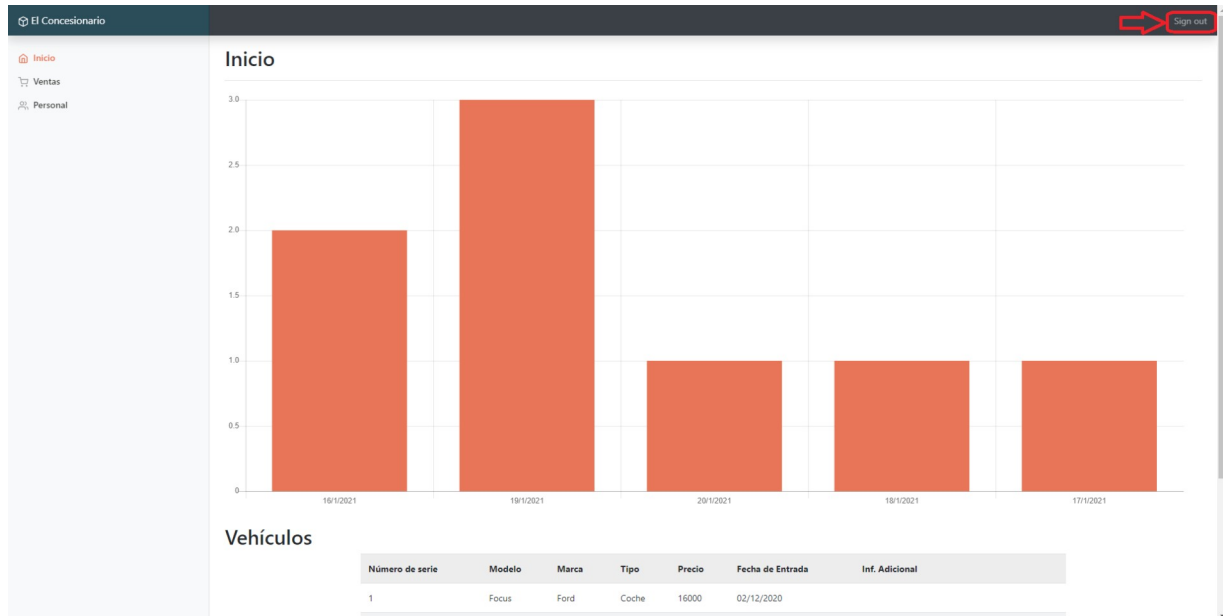 El Concesionario
Sign out
Inicio
Ventas
Personal
Inicio
3.0
2.5
2.0
1.5
1.0
0.5
0
16/1/2021 19/1/2021 20/1/2021 18/1/2021 17/1/2021
Vehículos
Número de serie Modelo Marca Tipo Precio Fecha de Entrada Inf. Adicional
1 Focus Ford Coche 16000 02/12/2020